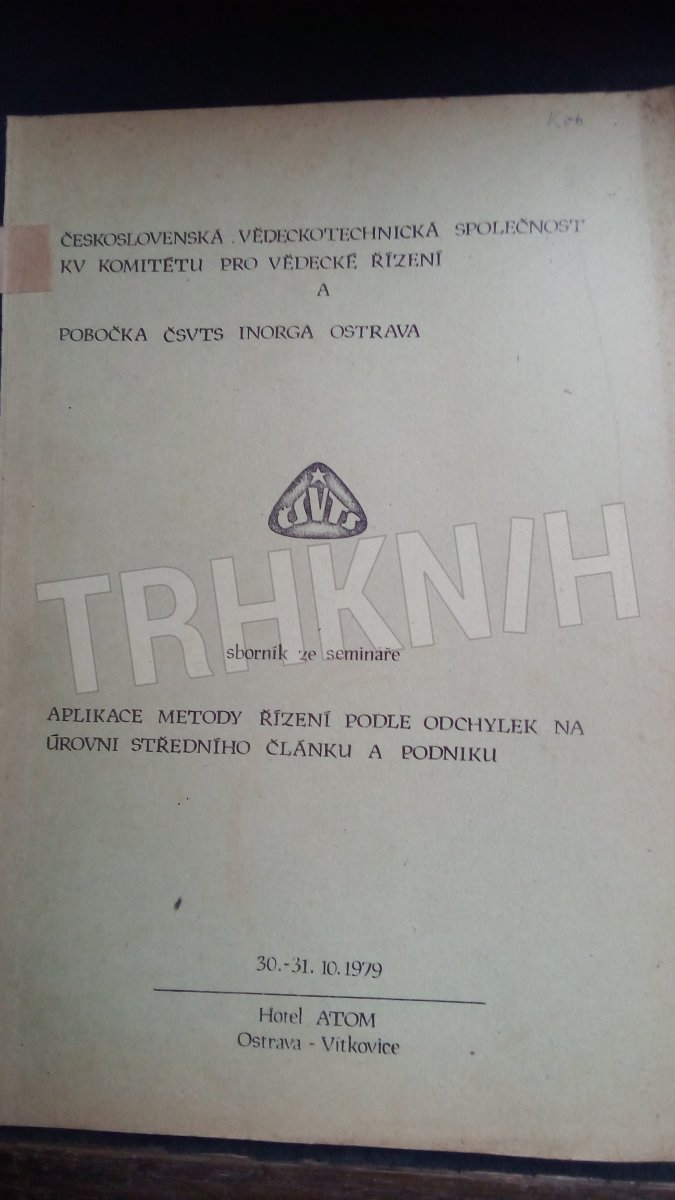 Kob
ČESKOSLOVENSKÁ VĚDECKOTECHNICKÁ SPOLEČNOST
KV KOMITÉTU PRO VĚDECKÉ ŘÍZENÍ
A
POBOČKA ČSVTS INORGA OSTRAVA
ČSVTS
TRHKNIH
sborník ze semináře
APLIKACE METODY ŘÍZENÍ PODLE ODCHYLEK NA
ÚROVNI STŘEDNÍHO ČLÁNKU A PODNIKU
30.-31. 10. 1979
Hotel ATOM
Ostrava - Vítkovice